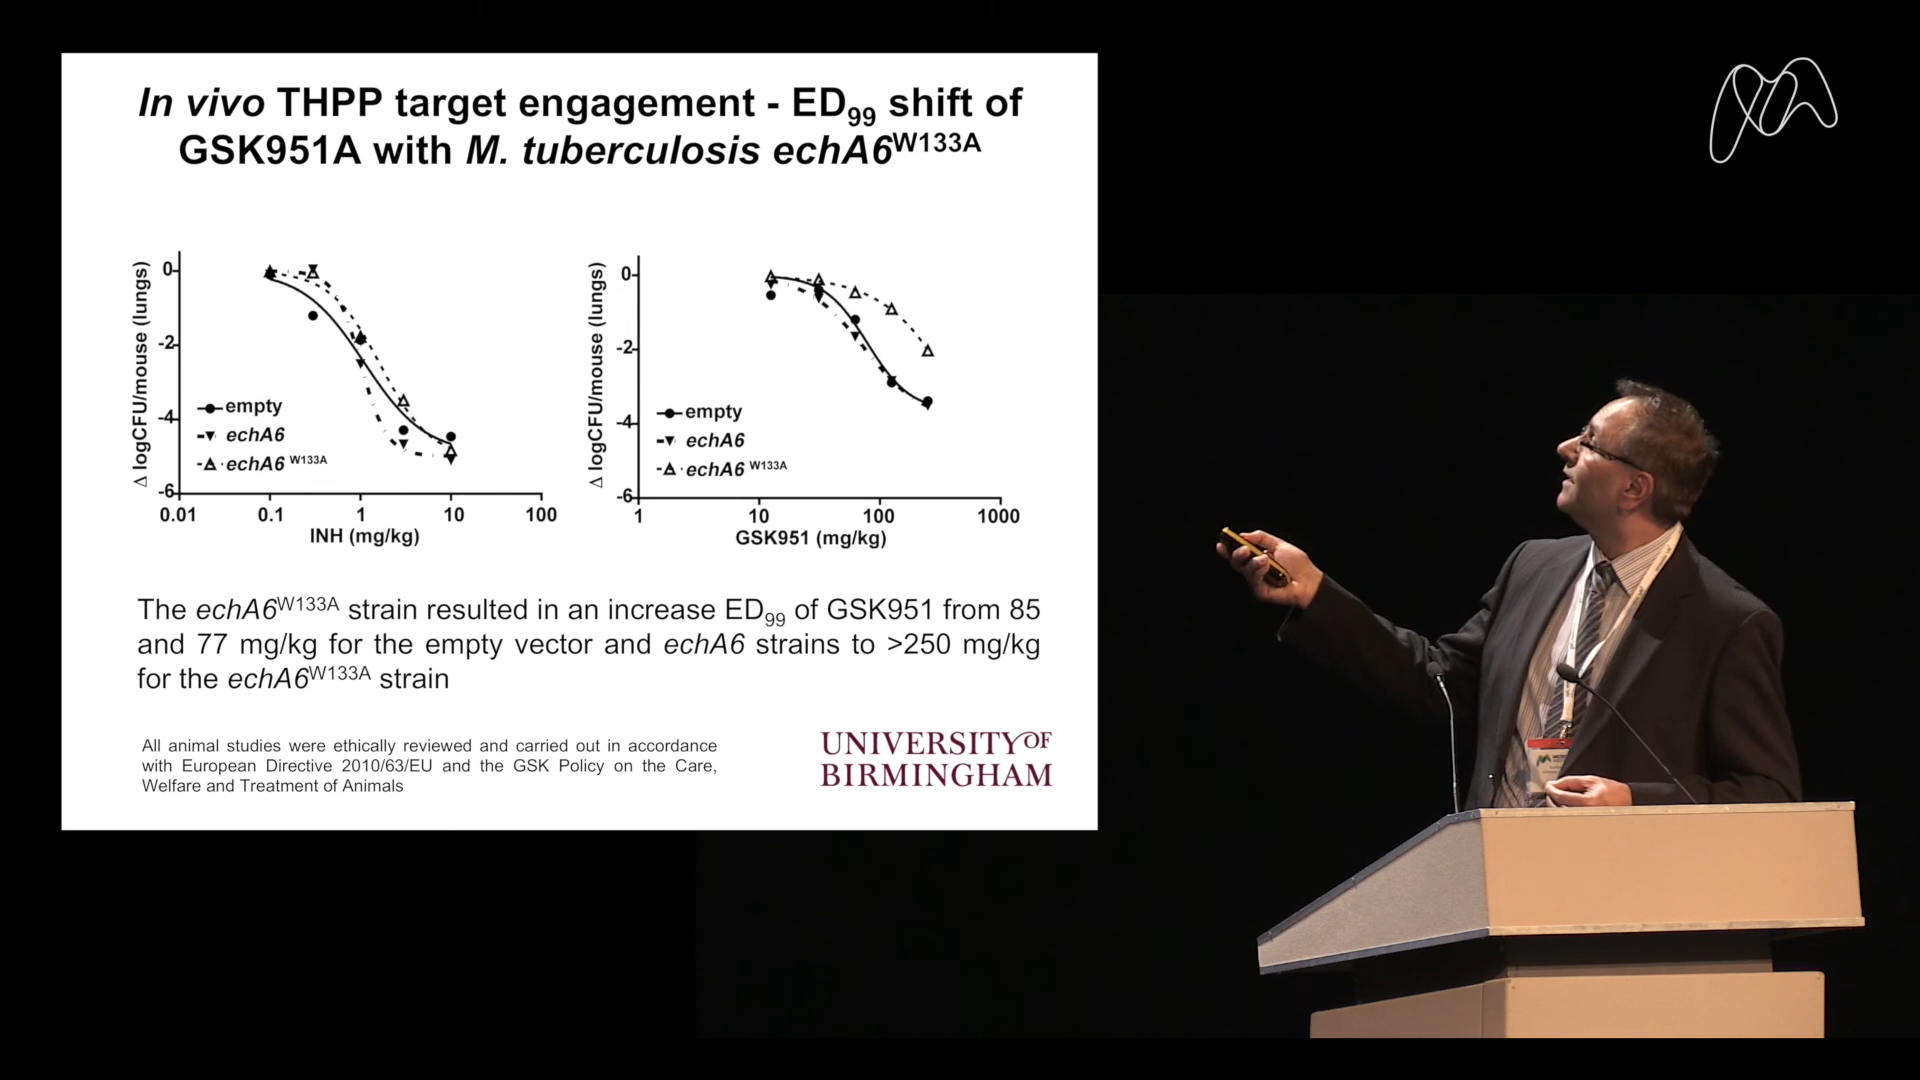 In vivo THPP target engagement - ED99 shift of
GSK951A with M. tuberculosis echA6W133A
Δ logCFU/mouse (lungs)
0
-2
-4
-6
empty
echA6
echA6 W133A
0.01 0.1 1 10 100
INH (mg/kg)
Δ logCFU/mouse (lungs)
0
-2
-4
-6
empty
echA6
echA6 W133A
1 10 100 1000
GSK951 (mg/kg)
The echA6W133A strain resulted in an increase ED99 of GSK951 from 85
and 77 mg/kg for the empty vector and echA6 strains to >250 mg/kg
for the echA6W133A strain
All animal studies were ethically reviewed and carried out in accordance
with European Directive 2010/63/EU and the GSK Policy on the Care,
Welfare and Treatment of Animals
UNIVERSITY OF
BIRMINGHAM